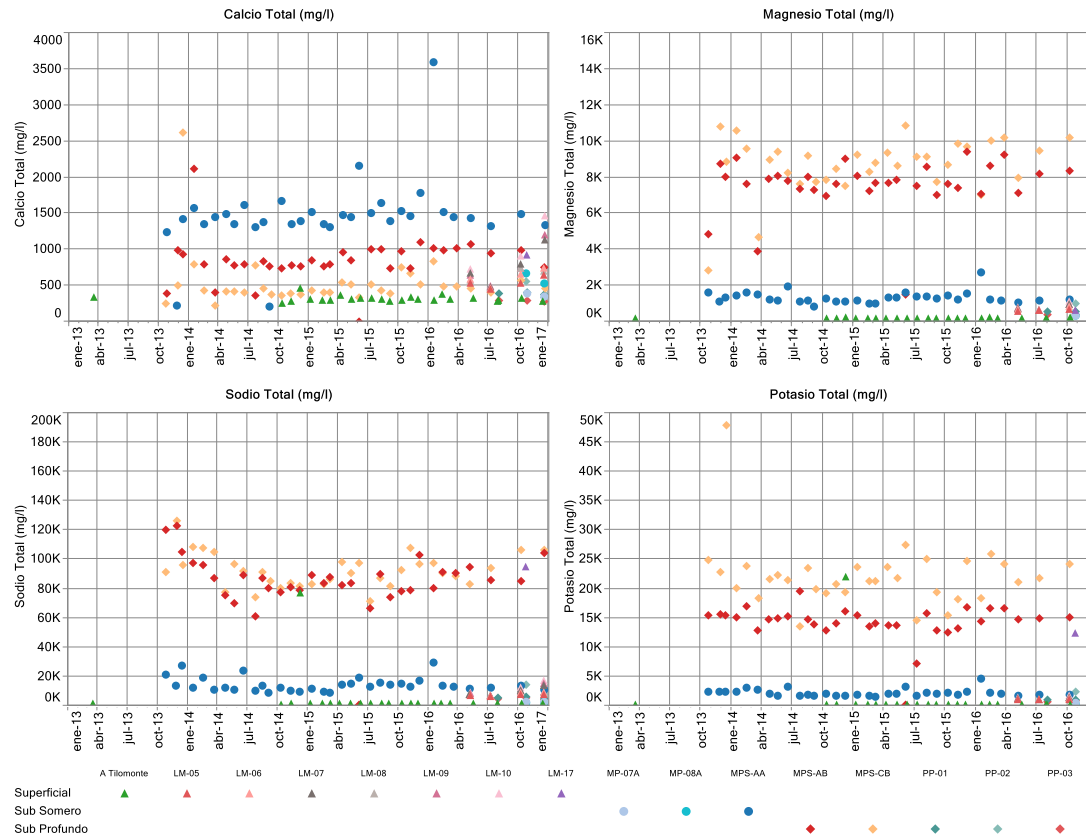 Calcio Total (mg/l)
Calcio Total (mg/l)
4000
3500
3000
2500
2000
1500
1000
500
0
ene-13
abr-13
jul-13
oct-13
ene-14
abr-14
jul-14
oct-14
ene-15
abr-15
jul-15
oct-15
ene-16
abr-16
jul-16
oct-16
ene-17
Magnesio Total (mg/l)
Magnesio Total (mg/l)
16K
14K
12K
10K
8K
6K
4K
2K
0K
ene-13
abr-13
jul-13
oct-13
ene-14
abr-14
jul-14
oct-14
ene-15
abr-15
jul-15
oct-15
ene-16
abr-16
jul-16
oct-16
Sodio Total (mg/l)
Sodio Total (mg/l)
200K
180K
160K
140K
120K
100K
80K
60K
40K
20K
0K
ene-13
abr-13
jul-13
oct-13
ene-14
abr-14
jul-14
oct-14
ene-15
abr-15
jul-15
oct-15
ene-16
abr-16
jul-16
oct-16
ene-17
Potasio Total (mg/l)
Potasio Total (mg/l)
50K
45K
40K
35K
30K
25K
20K
15K
10K
5K
0K
ene-13
abr-13
jul-13
oct-13
ene-14
abr-14
jul-14
oct-14
ene-15
abr-15
jul-15
oct-15
ene-16
abr-16
jul-16
oct-16
A Tilomonte LM-05 LM-06 LM-07 LM-08 LM-09 LM-10 LM-17 MP-07A MP-08A MPS-AA MPS-AB MPS-CB PP-01 PP-02 PP-03
Superficial
Sub Somero
Sub Profundo